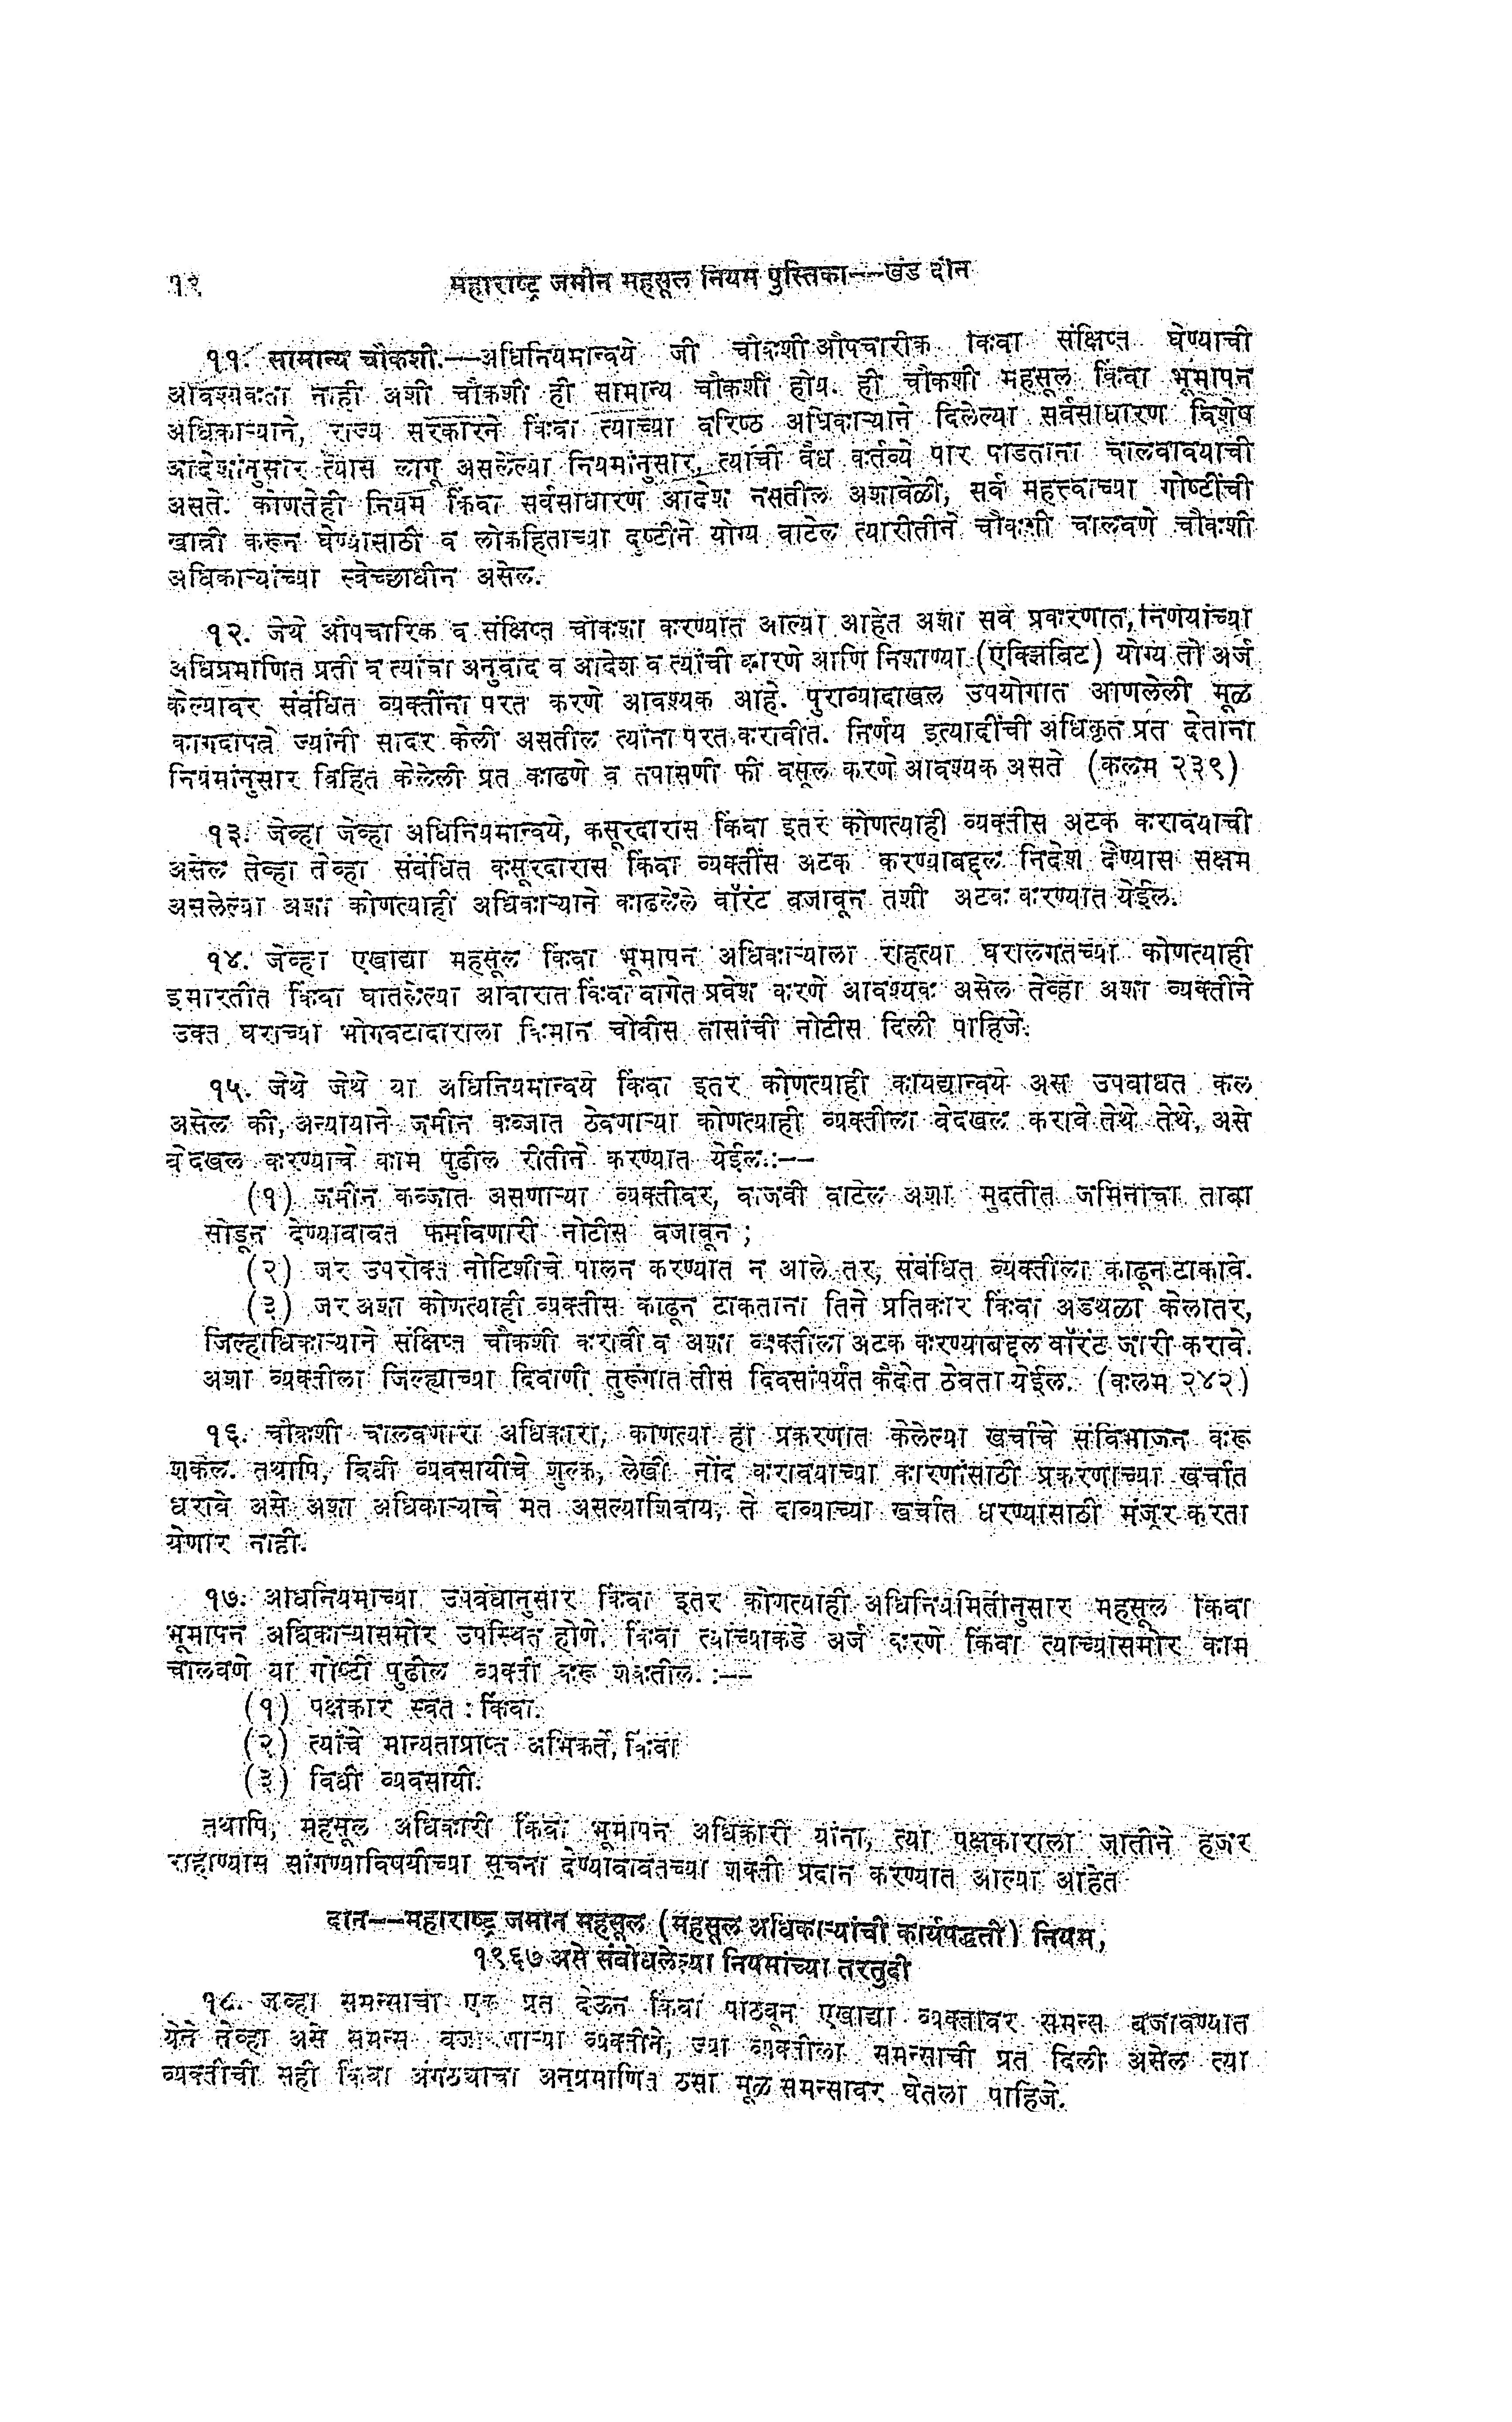 १२ महाराष्ट्र जमीन महसूल नियम पुस्तिका--खंड दोन
११. सामान्य चौकशी.--अधिनियमान्वये जी चौकशी औपचारीक किंवा संक्षिप्त घेण्याची
आवश्यकता नाही अशी चौकशी ही सामान्य चौकशी होय. ही चौकशी महसूल किंवा भूमापन
अधिकाऱ्याने, राज्य सरकारने किंवा त्याच्या वरिष्ठ अधिकाऱ्याने दिलेल्या सर्वसाधारण विशेष
आदेशांनुसार त्यास लागू असलेल्या नियमांनुसार, त्यांची वैध कर्तव्ये पार पाडताना चालवावयाची
असते. कोणतेही नियम किंवा सर्वसाधारण आदेश नसतील अशावेळी, सर्व महत्त्वाच्या गोष्टींची
खात्री करून घेण्यासाठी व लोकहिताच्या दृष्टीने योग्य वाटेल त्यारीतीने चौकशी चालवणे चौकशी
अधिकाऱ्यांच्या स्वेच्छाधीन असेल.
१२. जेथे औपचारिक व संक्षिप्त चौकशा करण्यात आल्या आहेत अशा सर्व प्रकरणात, निर्णयांच्या
अधिप्रमाणित प्रती व त्यांचा अनुवाद व आदेश व त्यांची कारणे आणि निशाण्या (एक्झिबिट) योग्य तो अर्ज
केल्यावर संबंधित व्यक्तींना परत करणे आवश्यक आहे. पुराव्यादाखल उपयोगात आणलेली मूळ
कागदपत्रे ज्यांनी सादर केली असतील त्यांना परत करावीत. निर्णय इत्यादींची अधिकृत प्रत देताना
नियमांनुसार विहित केलेली प्रत काढणे व तपासणी फी वसूल करणे आवश्यक असते (कलम २३९)
१३. जेव्हा जेव्हा अधिनियमान्वये, कसूरदारास किंवा इतर कोणत्याही व्यक्तीस अटक करावयाची
असेल तेव्हा तेव्हा संबंधित कसूरदारास किंवा व्यक्तींस अटक करण्याबद्दल निदेश देण्यास सक्षम
असलेल्या अशा कोणत्याही अधिकाऱ्याने काढलेले वॉरंट बजावून तशी अटक करण्यात येईल.
१४. जेव्हा एखाद्या महसूल किंवा भूमापन अधिकाऱ्याला राहत्या घरालगतच्या कोणत्याही
इमारतीत किंवा घातलेल्या आवारात किंवा बागेत प्रवेश करणे आवश्यक असेल तेव्हा अशा व्यक्तीने
उक्त घराच्या भोगवटादाराला किमान चोवीस तासांची नोटीस दिली पाहिजे.
१५. जेथे जेथे या अधिनियमान्वये किंवा इतर कोणत्याही कायद्यान्वये असे उपबंधित केले
असेल की, अन्यायाने जमीन कब्जात ठेवणाऱ्या कोणत्याही व्यक्तीला बेदखल करावे तेथे तेथे, असे
बेदखल करण्याचे काम पुढील रीतीने करण्यात येईल :--
(१) जमीन कब्जात असणाऱ्या व्यक्तीवर, वाजवी वाटेल अशा मुदतीत जमिनीचा ताबा
सोडून देण्याबाबत फर्मावणारी नोटीस बजावून ;
(२) जर उपरोक्त नोटिशीचे पालन करण्यात न आले तर, संबंधित व्यक्तीला काढून टाकावे.
(३) जर अशा कोणत्याही व्यक्तीस काढून टाकताना तिने प्रतिकार किंवा अडथळा केला तर,
जिल्हाधिकाऱ्याने संक्षिप्त चौकशी करावी व अशा व्यक्तीला अटक करण्याबद्दल वॉरंट जारी करावे.
अशा व्यक्तीला जिल्ह्याच्या दिवाणी तुरुंगात तीस दिवसांपर्यंत कैदेत ठेवता येईल. (कलम २४२)
१६. चौकशी चालवणारा अधिकारी, कोणत्या ही प्रकरणात केलेल्या खर्चाचे संविभाजन करू
शकेल. तथापि, विधी व्यवसायीचे शुल्क, लेखी नोंद करावयाच्या कारणांसाठी प्रकरणाच्या खर्चात
धरावे असे अशा अधिकाऱ्याचे मत असल्याशिवाय, ते दाव्याच्या खर्चात धरण्यासाठी मंजूर करता
येणार नाही.
१७. अधिनियमाच्या उपबंधानुसार किंवा इतर कोणत्याही अधिनियमितीनुसार महसूल किंवा
भूमापन अधिकाऱ्यासमोर उपस्थित होणे. किंवा त्याच्याकडे अर्ज करणे किंवा त्याच्यासमोर काम
चालवणे या गोष्टी पुढील व्यक्ती करू शकतील. :--
(१) पक्षकार स्वत : किंवा.
(२) त्यांचे मान्यताप्राप्त अभिकर्ते, किंवा
(३) विधी व्यवसायी.
तथापि, महसूल अधिकारी किंवा भूमापन अधिकारी यांना, त्या पक्षकाराला जातीने हजर
राहाण्यास सांगण्याविषयीच्या सूचना देण्याबाबतच्या शक्ती प्रदान करण्यात आल्या आहेत
दोन--महाराष्ट्र जमीन महसूल (महसूल अधिकाऱ्यांची कार्यपद्धती) नियम,
१९६७ असे संबोधलेल्या नियमांच्या तरतुदी
१८. जेव्हा समन्साची एक प्रत देऊन किंवा पाठवून एखाद्या व्यक्तीवर समन्स बजावण्यात
येते तेव्हा असे समन्स बजावणाऱ्या व्यक्तीने, ज्या व्यक्तीला समन्साची प्रत दिली असेल त्या
व्यक्तीची सही किंवा अंगठ्याचा अनुप्रमाणित ठसा मूळ समन्सावर घेतला पाहिजे.